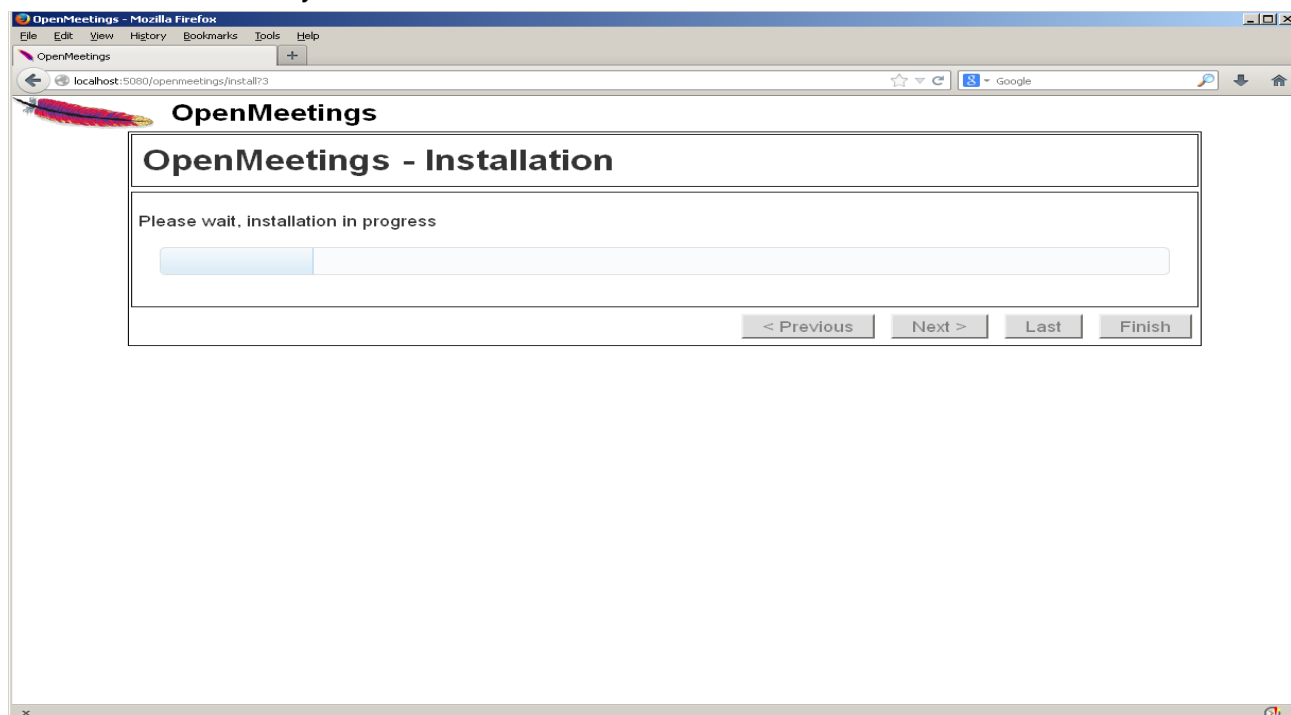 OpenMeetings - Mozilla Firefox
File Edit View History Bookmarks Tools Help
OpenMeetings
localhost:5080/openmeetings/install?3
Google
OpenMeetings
OpenMeetings - Installation
Please wait, installation in progress
< Previous Next > Last Finish